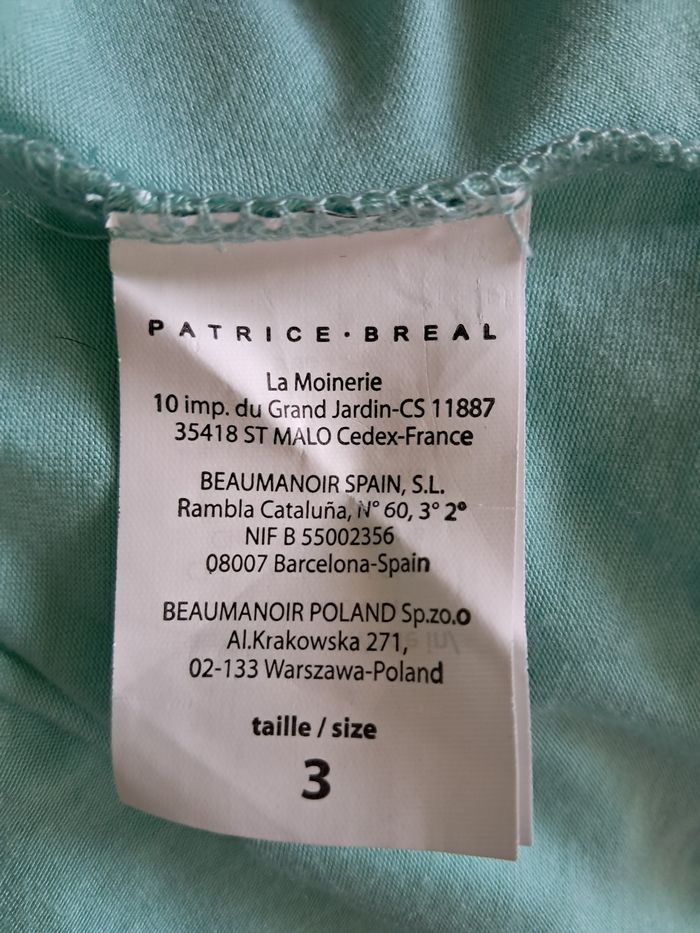 PATRICE·BREAL
La Moinerie
10 imp. du Grand Jardin-CS 11887
35418 ST MALO Cedex-France
BEAUMANOIR SPAIN, S.L.
Rambla Cataluña, N° 60, 3° 2º
NIF B 55002356
08007 Barcelona-Spain
BEAUMANOIR POLAND Sp.zo.o
Al.Krakowska 271,
02-133 Warszawa-Poland
taille / size
3